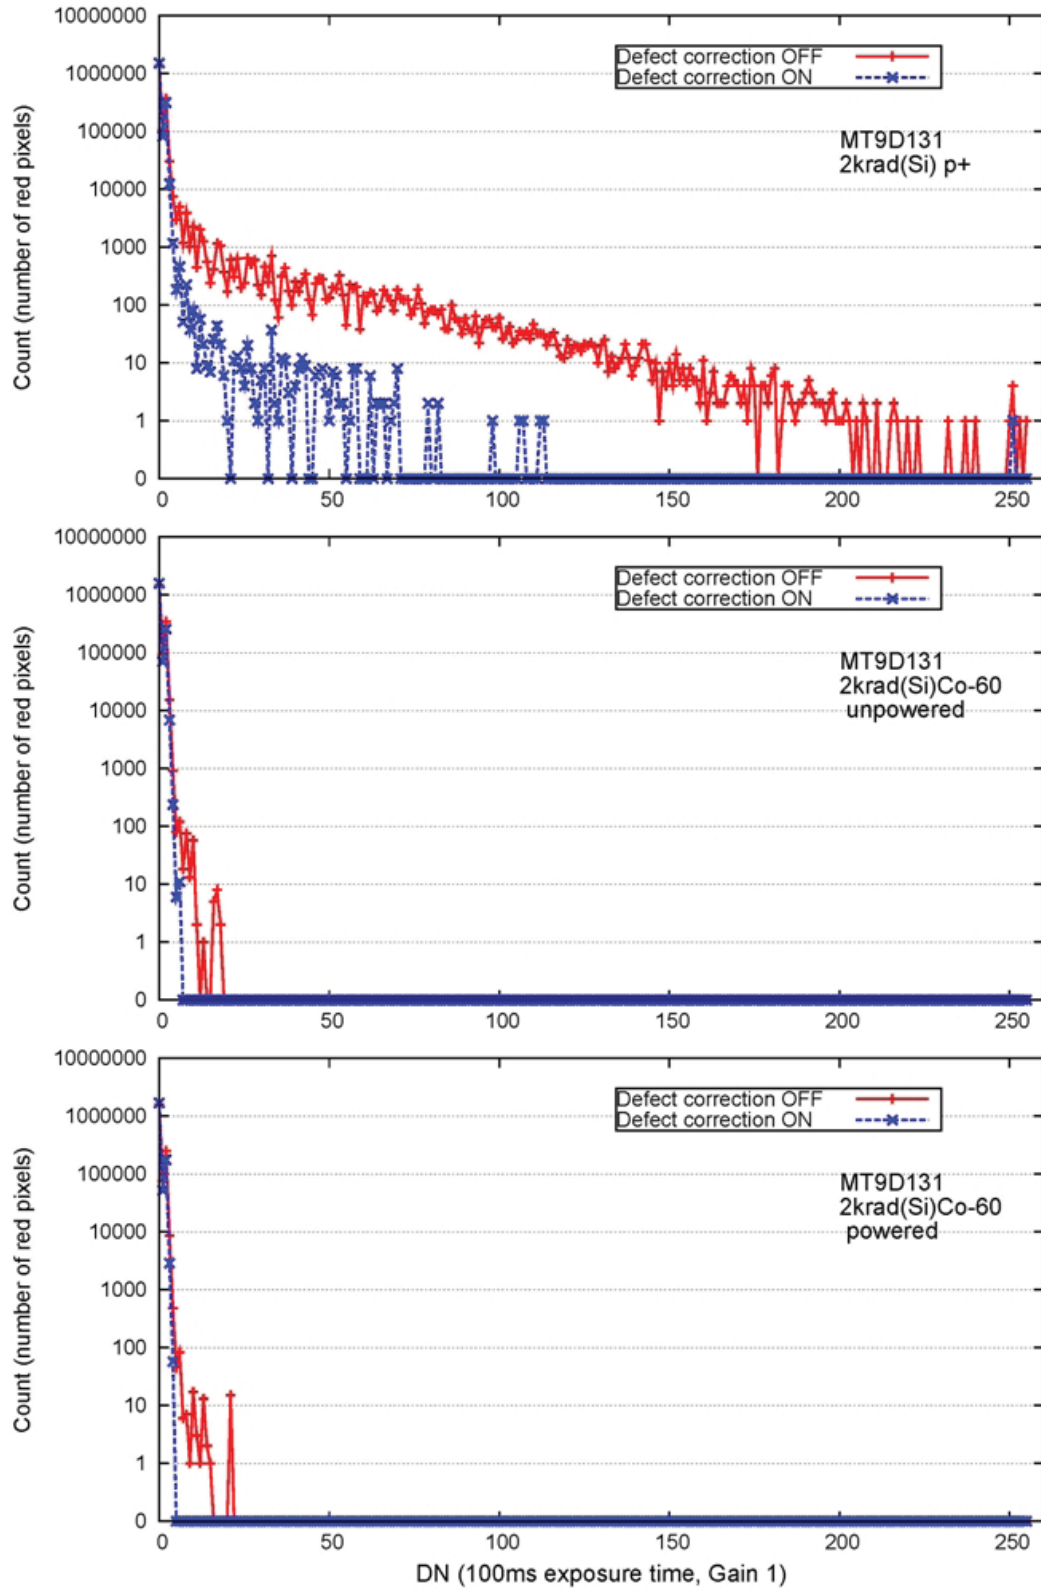 10000000
1000000
100000
10000
1000
100
10
1
0
Count (number of red pixels)
Defect correction OFF
Defect correction ON
MT9D131
2krad(Si) p+
0 50 100 150 200 250
10000000
1000000
100000
10000
1000
100
10
1
0
Count (number of red pixels)
Defect correction OFF
Defect correction ON
MT9D131
2krad(Si)Co-60
unpowered
0 50 100 150 200 250
10000000
1000000
100000
10000
1000
100
10
1
0
Count (number of red pixels)
Defect correction OFF
Defect correction ON
MT9D131
2krad(Si)Co-60
powered
0 50 100 150 200 250
DN (100ms exposure time, Gain 1)